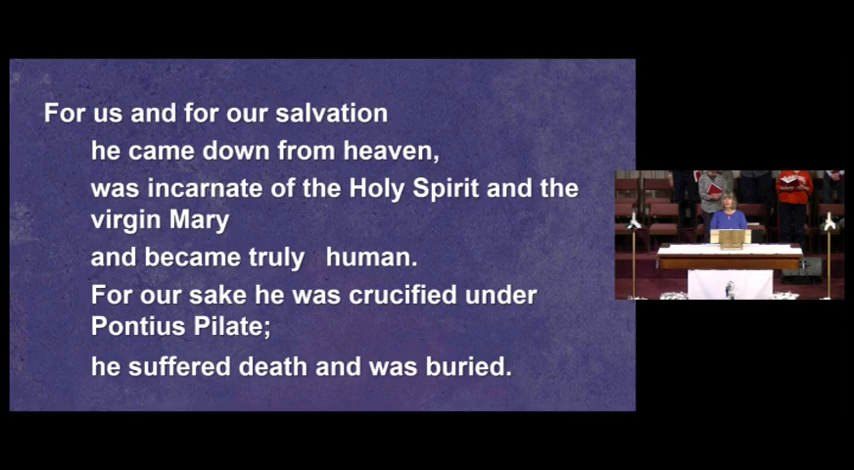 For us and for our salvation
he came down from heaven,
was incarnate of the Holy Spirit and the
virgin Mary
and became truly human.
For our sake he was crucified under
Pontius Pilate;
he suffered death and was buried.